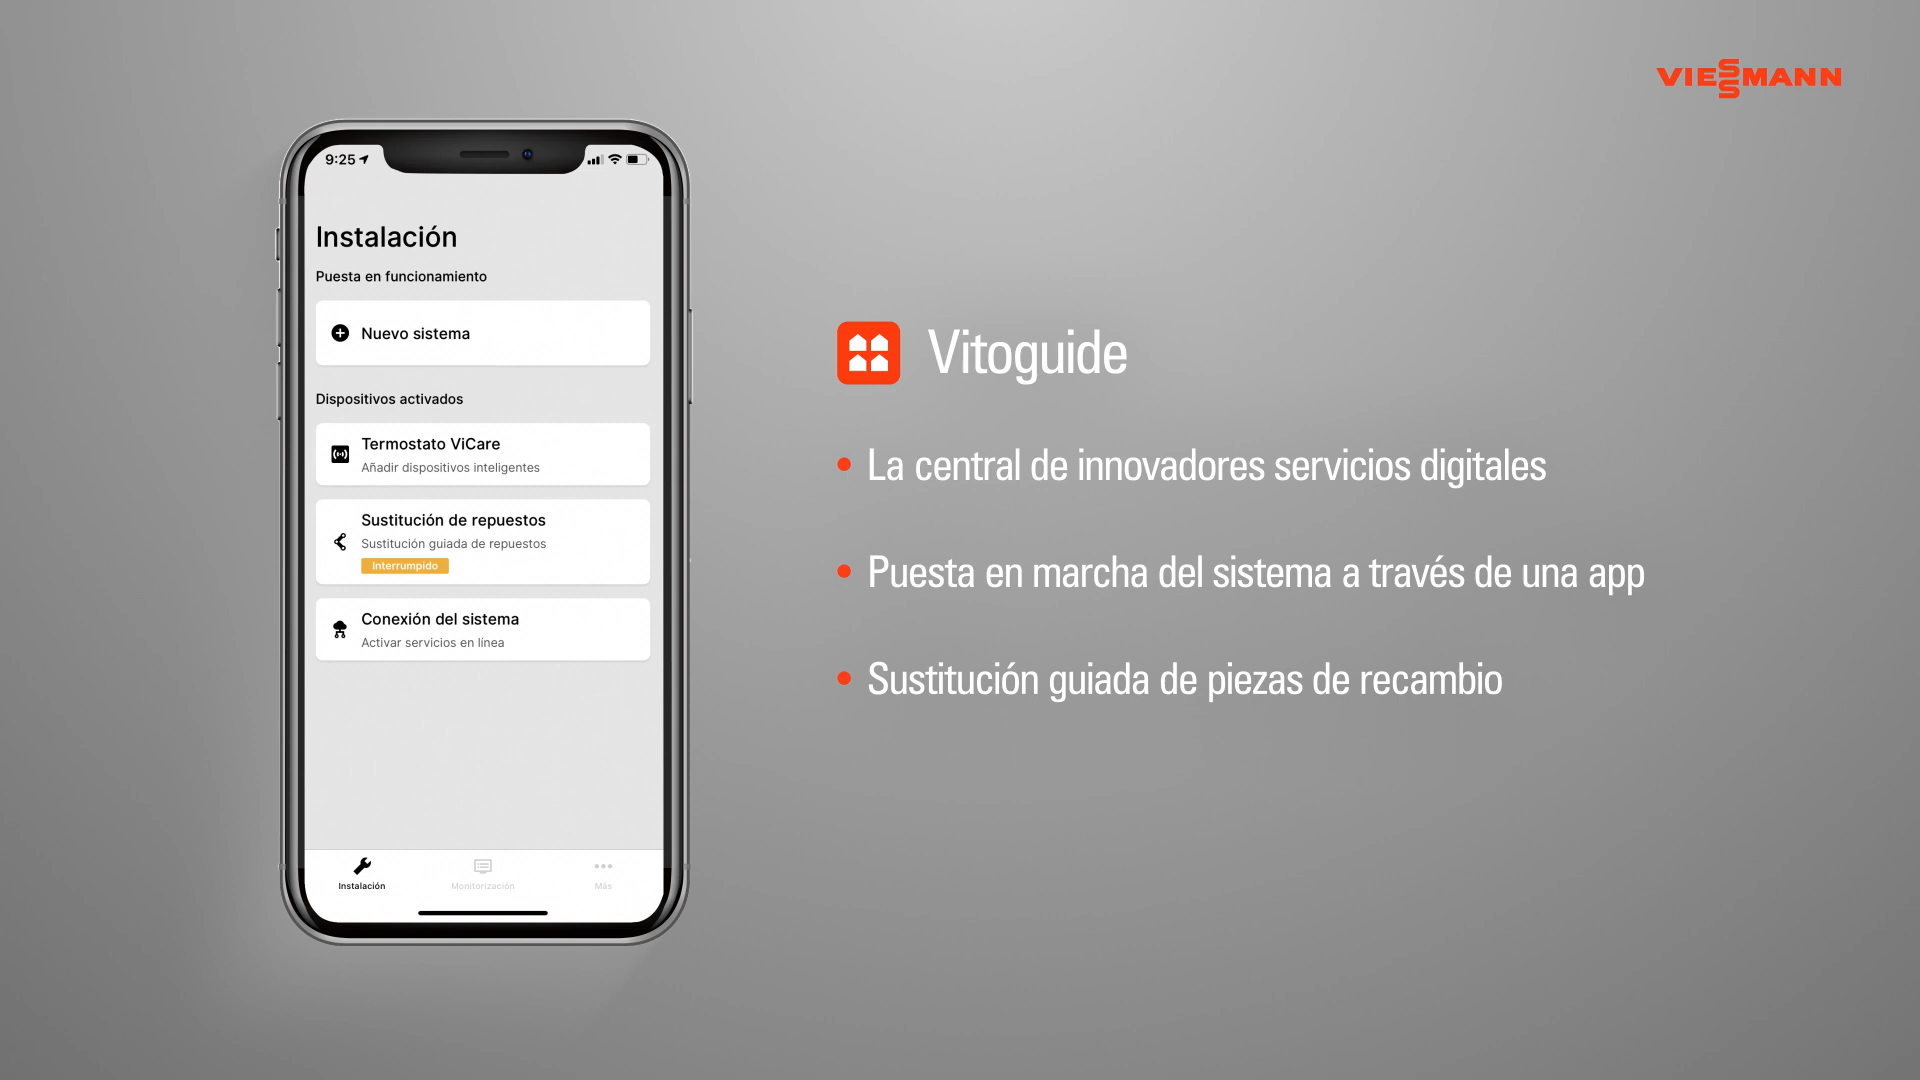 VIESSMANN
9:25
Instalación
Puesta en funcionamiento
Nuevo sistema
Dispositivos activados
Termostato ViCare
Añadir dispositivos inteligentes
Sustitución de repuestos
Sustitución guiada de repuestos
Interrumpido
Conexión del sistema
Activar servicios en línea
Instalación
Monitorización
Más
Vitoguide
• La central de innovadores servicios digitales
• Puesta en marcha del sistema a través de una app
• Sustitución guiada de piezas de recambio